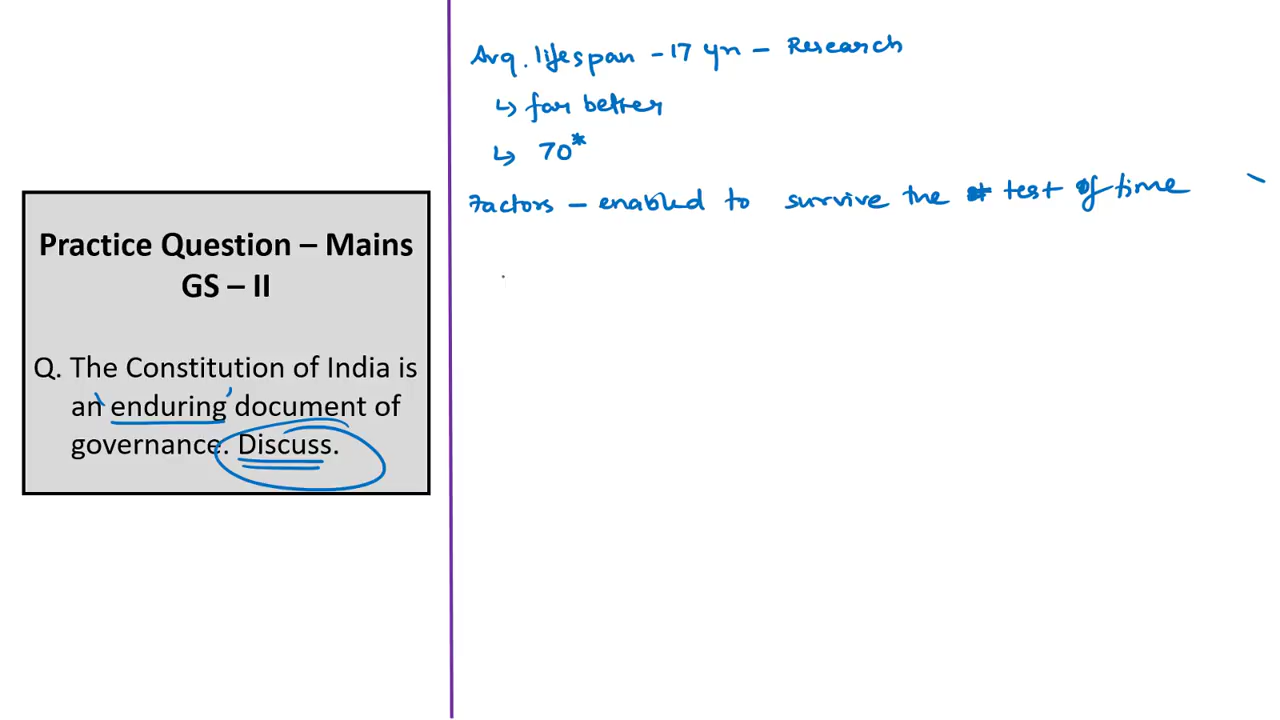 Practice Question – Mains
GS – II
Q. The Constitution of India is
an ‘enduring’ document of
governance. Discuss.
Avg. lifespan - 17 yrs – Research
↳ far better
↳ 70*
Factors – enabled to survive the test of time